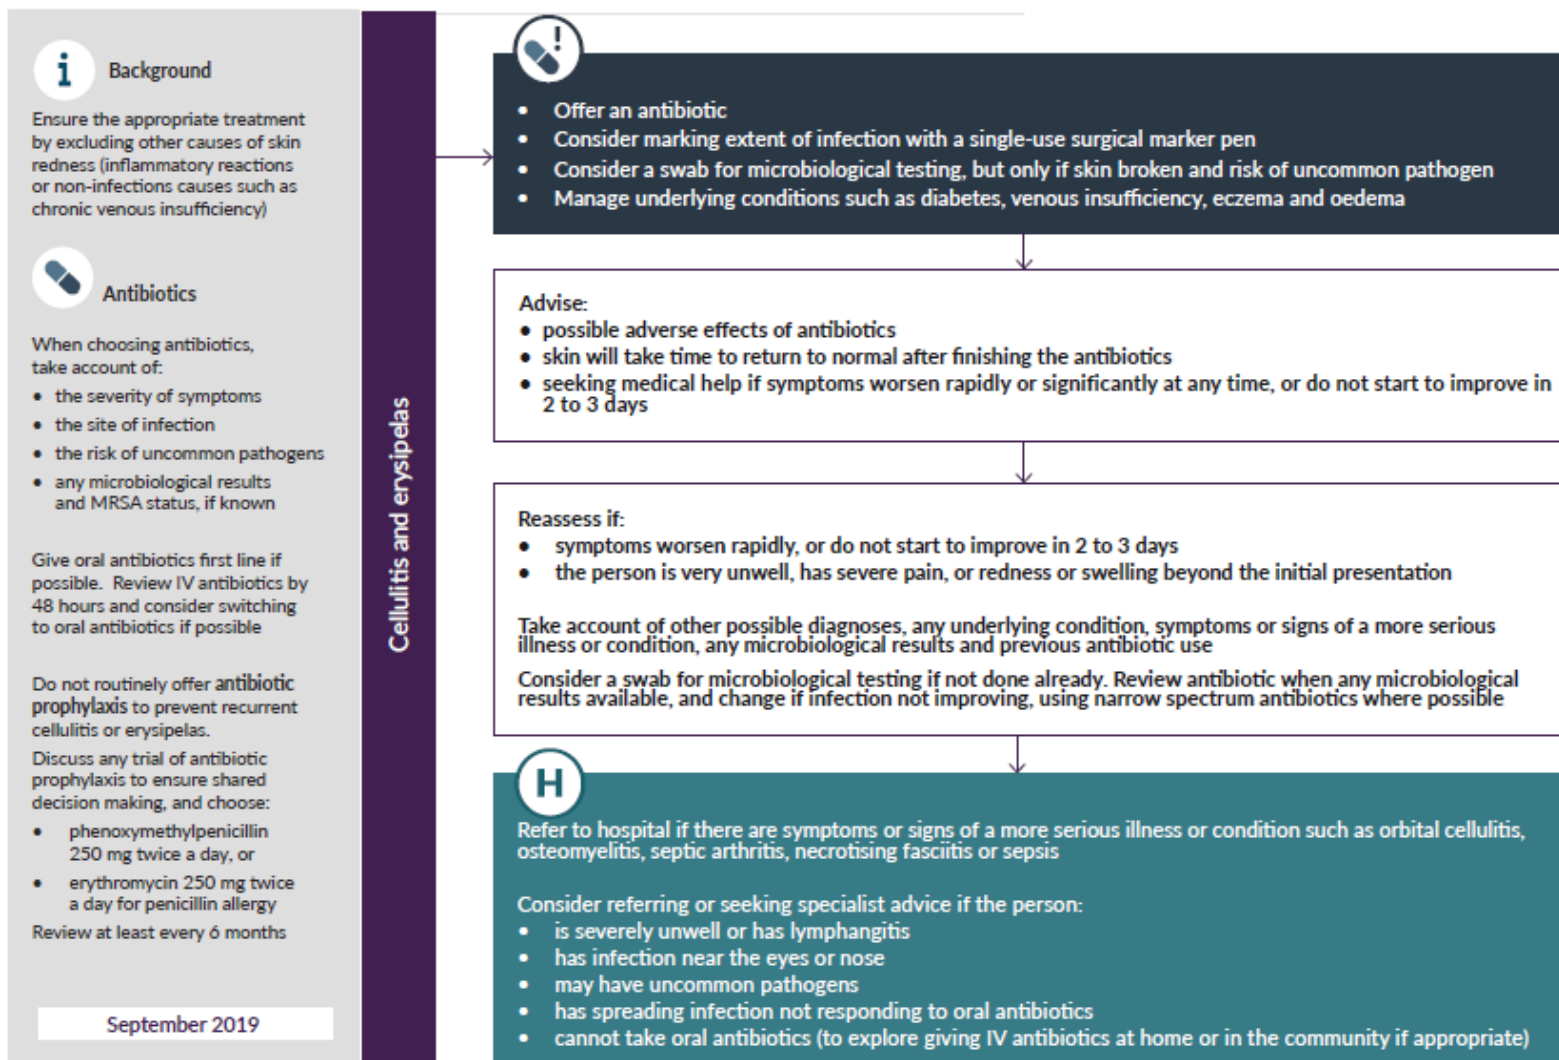 i
Background
Ensure the appropriate treatment
by excluding other causes of skin
redness (inflammatory reactions
or non-infections causes such as
chronic venous insufficiency)
Antibiotics
When choosing antibiotics,
take account of:
• the severity of symptoms
• the site of infection
• the risk of uncommon pathogens
• any microbiological results
and MRSA status, if known
Give oral antibiotics first line if
possible. Review IV antibiotics by
48 hours and consider switching
to oral antibiotics if possible
Do not routinely offer antibiotic
prophylaxis to prevent recurrent
cellulitis or erysipelas.
Discuss any trial of antibiotic
prophylaxis to ensure shared
decision making, and choose:
• phenoxymethylpenicillin
250 mg twice a day, or
• erythromycin 250 mg twice
a day for penicillin allergy
Review at least every 6 months
September 2019
Cellulitis and erysipelas
!
• Offer an antibiotic
• Consider marking extent of infection with a single-use surgical marker pen
• Consider a swab for microbiological testing, but only if skin broken and risk of uncommon pathogen
• Manage underlying conditions such as diabetes, venous insufficiency, eczema and oedema
Advise:
• possible adverse effects of antibiotics
• skin will take time to return to normal after finishing the antibiotics
• seeking medical help if symptoms worsen rapidly or significantly at any time, or do not start to improve in
2 to 3 days
Reassess if:
• symptoms worsen rapidly, or do not start to improve in 2 to 3 days
• the person is very unwell, has severe pain, or redness or swelling beyond the initial presentation
Take account of other possible diagnoses, any underlying condition, symptoms or signs of a more serious
illness or condition, any microbiological results and previous antibiotic use
Consider a swab for microbiological testing if not done already. Review antibiotic when any microbiological
results available, and change if infection not improving, using narrow spectrum antibiotics where possible
H
Refer to hospital if there are symptoms or signs of a more serious illness or condition such as orbital cellulitis,
osteomyelitis, septic arthritis, necrotising fasciitis or sepsis
Consider referring or seeking specialist advice if the person:
• is severely unwell or has lymphangitis
• has infection near the eyes or nose
• may have uncommon pathogens
• has spreading infection not responding to oral antibiotics
• cannot take oral antibiotics (to explore giving IV antibiotics at home or in the community if appropriate)